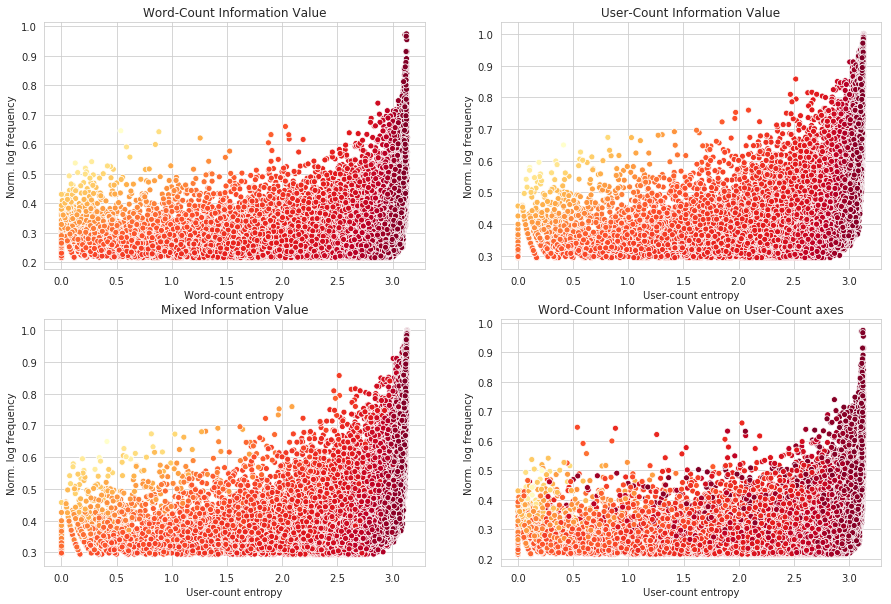 Word-Count Information Value
1.0
0.9
0.8
0.7
0.6
0.5
0.4
0.3
0.2
Norm. log frequency
0.0 0.5 1.0 1.5 2.0 2.5 3.0
Word-count entropy
User-Count Information Value
1.0
0.9
0.8
0.7
0.6
0.5
0.4
0.3
Norm. log frequency
0.0 0.5 1.0 1.5 2.0 2.5 3.0
User-count entropy
Mixed Information Value
1.0
0.9
0.8
0.7
0.6
0.5
0.4
0.3
Norm. log frequency
0.0 0.5 1.0 1.5 2.0 2.5 3.0
User-count entropy
Word-Count Information Value on User-Count axes
1.0
0.9
0.8
0.7
0.6
0.5
0.4
0.3
0.2
Norm. log frequency
0.0 0.5 1.0 1.5 2.0 2.5 3.0
User-count entropy